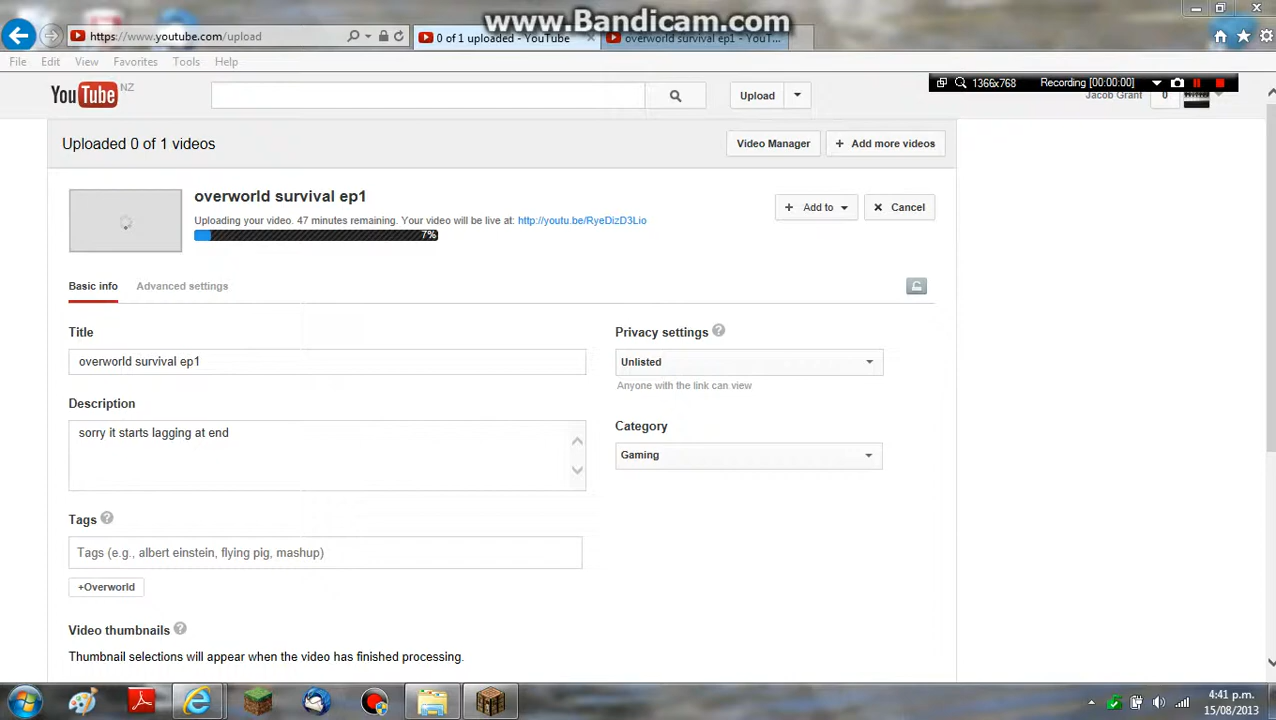 www.Bandicam.com
https://www.youtube.com/upload
0 of 1 uploaded - YouTube
overworld survival ep1 - YouT...
File Edit View Favorites Tools Help
1366x768 Recording [00:00:00]
YouTube NZ
Upload
Jacob Grant 0
Uploaded 0 of 1 videos
Video Manager
+ Add more videos
overworld survival ep1
Uploading your video. 47 minutes remaining. Your video will be live at: http://youtu.be/RyeDizD3Lio
7%
+ Add to
× Cancel
Basic info
Advanced settings
Title
overworld survival ep1
Privacy settings ?
Unlisted
Anyone with the link can view
Description
sorry it starts lagging at end
Category
Gaming
Tags ?
Tags (e.g., albert einstein, flying pig, mashup)
+Overworld
Video thumbnails ?
Thumbnail selections will appear when the video has finished processing.
4:41 p.m.
15/08/2013